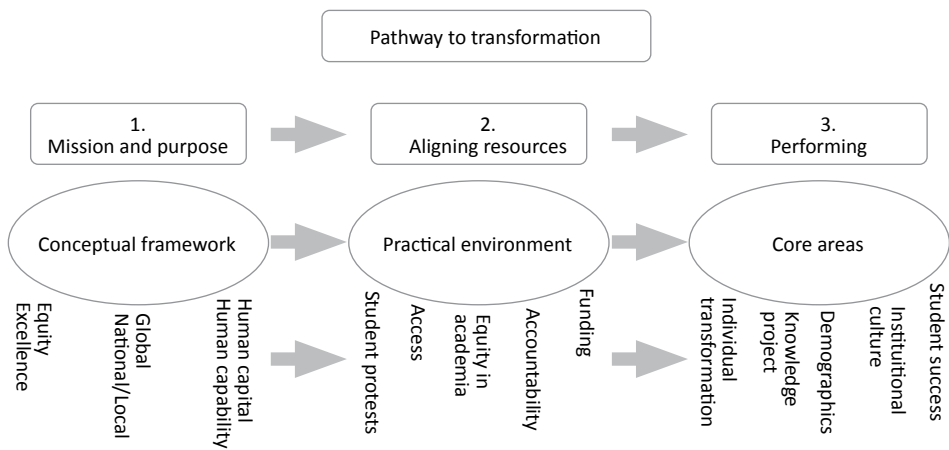 Pathway to transformation
1.
Mission and purpose
2.
Aligning resources
3.
Performing
Conceptual framework
Practical environment
Core areas
Equity
Excellence
Global
National/Local
Human capital
Human capability
Student protests
Access
Equity in
academia
Accountability
Funding
Individual
transformation
Knowledge
project
Demographics
Instituitional
culture
Student success